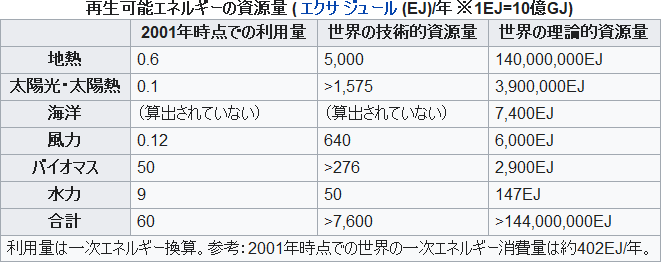 再生可能エネルギーの資源量 ( エクサ ジュール (EJ)/年 ※1EJ=10億GJ)
2001年時点での利用量 世界の技術的資源量 世界の理論的資源量
地熱 0.6 5,000 140,000,000EJ
太陽光・太陽熱 0.1 >1,575 3,900,000EJ
海洋 （算出されていない） （算出されていない） 7,400EJ
風力 0.12 640 6,000EJ
バイオマス 50 >276 2,900EJ
水力 9 50 147EJ
合計 60 >7,600 >144,000,000EJ
利用量は一次エネルギー換算。参考：2001年時点での世界の一次エネルギー消費量は約402EJ/年。